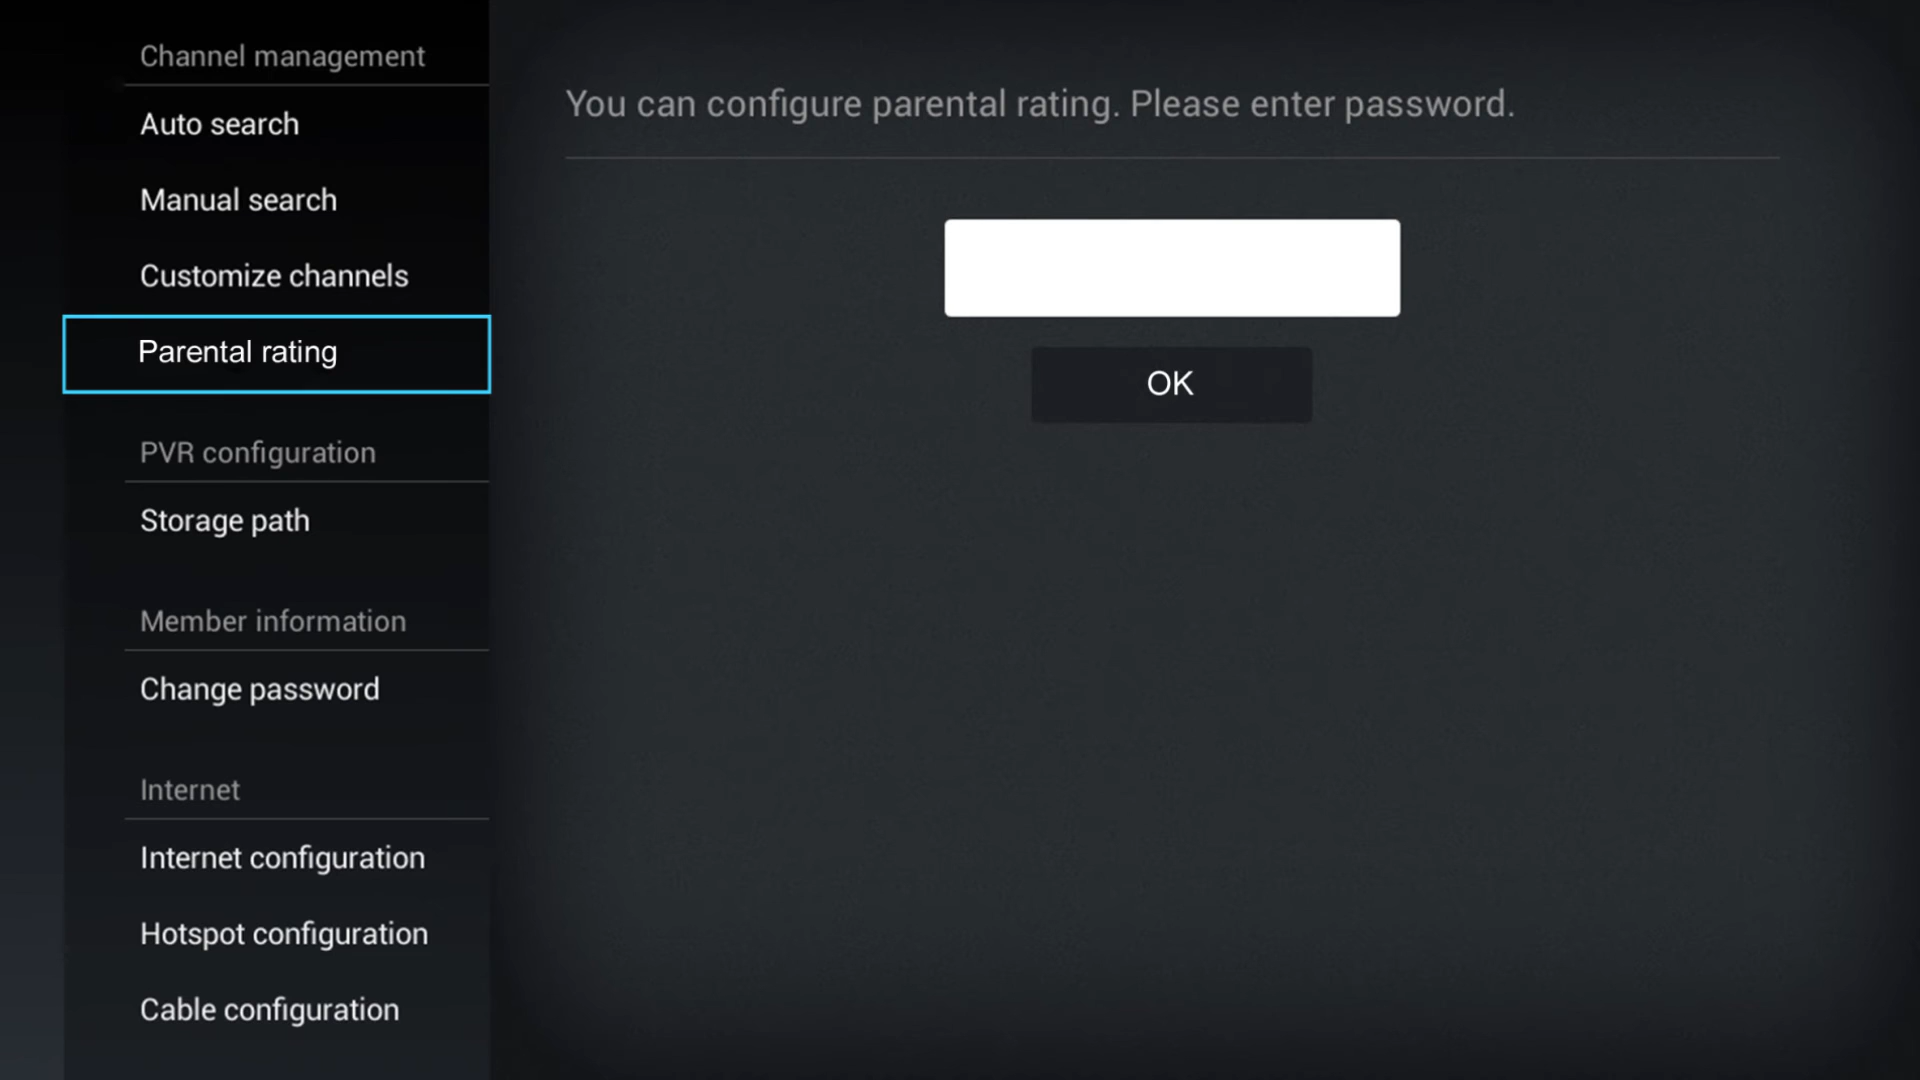 Channel management
Auto search
Manual search
Customize channels
Parental rating
PVR configuration
Storage path
Member information
Change password
Internet
Internet configuration
Hotspot configuration
Cable configuration
You can configure parental rating. Please enter password.
OK